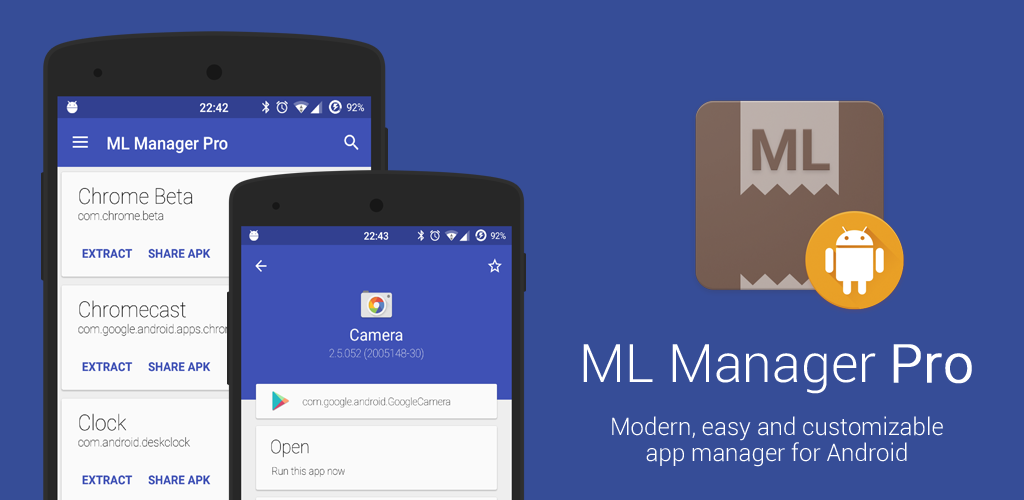 22:42
92%
ML Manager Pro
Chrome Beta
com.chrome.beta
EXTRACT SHARE APK
Chromecast
com.google.android.apps.chro
EXTRACT SHARE APK
Clock
com.android.deskclock
EXTRACT SHARE APK
22:43
92%
Camera
2.5.052 (2005148-30)
com.google.android.GoogleCamera
Open
Run this app now
ML
ML Manager Pro
Modern, easy and customizable
app manager for Android